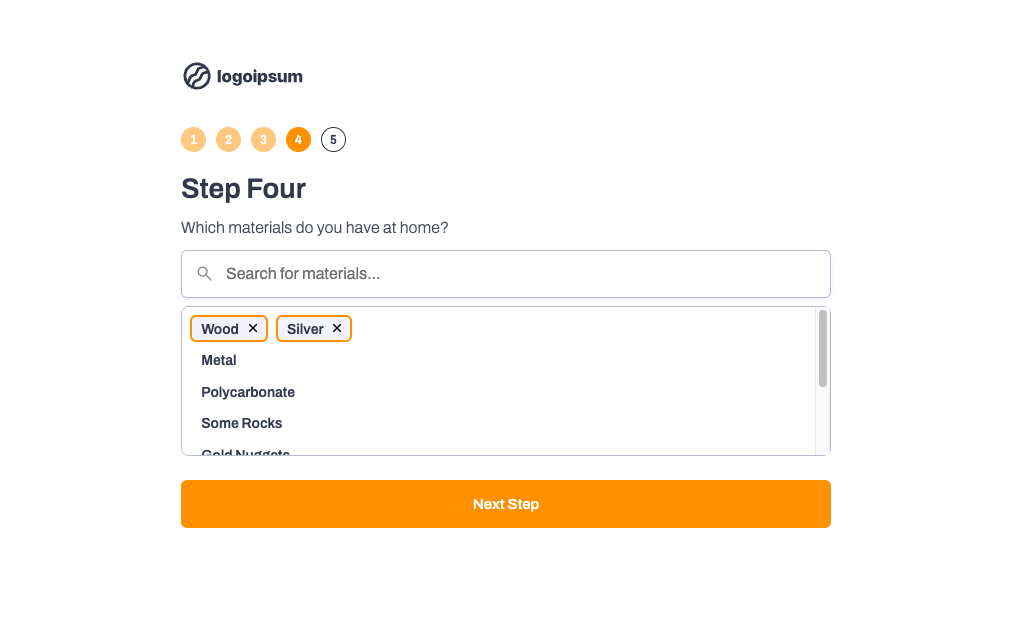 logoipsum
1 2 3 4 5
Step Four
Which materials do you have at home?
Search for materials...
Wood × Silver ×
Metal
Polycarbonate
Some Rocks
Gold Nuggets
Next Step